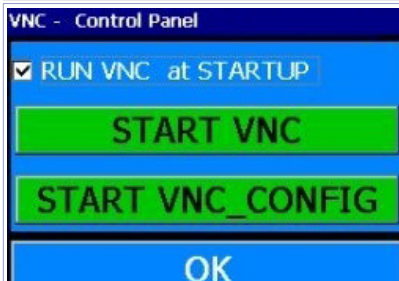 VNC - Control Panel
RUN VNC at STARTUP
START VNC
START VNC_CONFIG
OK